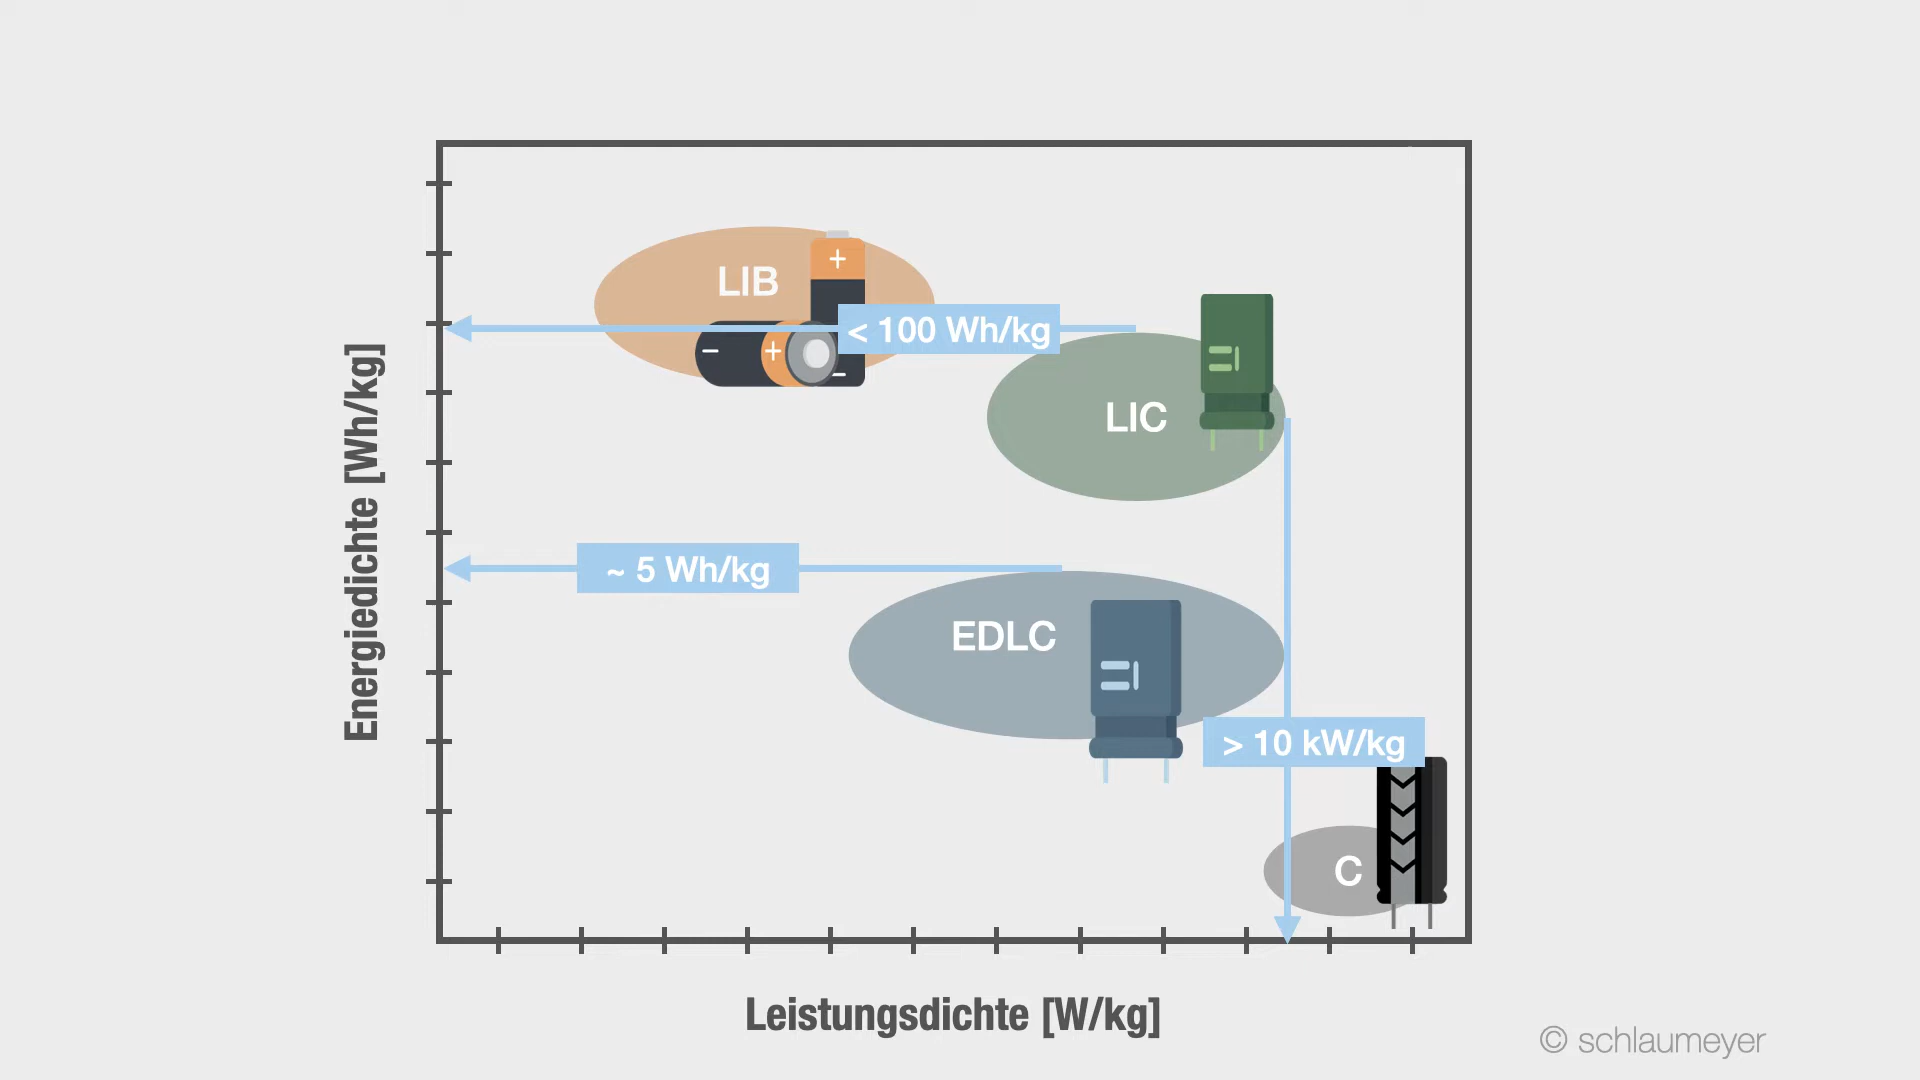 LIB
< 100 Wh/kg
LIC
~ 5 Wh/kg
EDLC
> 10 kW/kg
C
Energiedichte [Wh/kg]
Leistungsdichte [W/kg]
© schlaumeyer